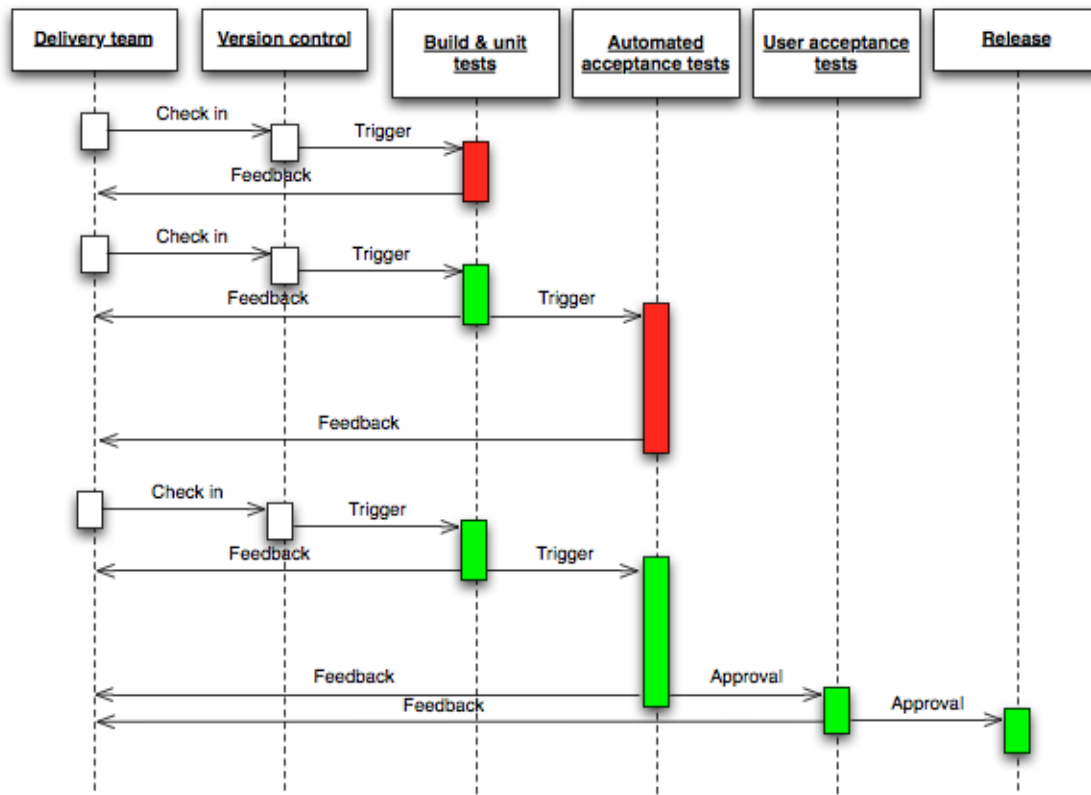 Delivery team
Version control
Build & unit
tests
Automated
acceptance tests
User acceptance
tests
Release
Check in
Trigger
Feedback
Check in
Trigger
Feedback
Trigger
Feedback
Check in
Trigger
Feedback
Trigger
Feedback
Approval
Feedback
Approval